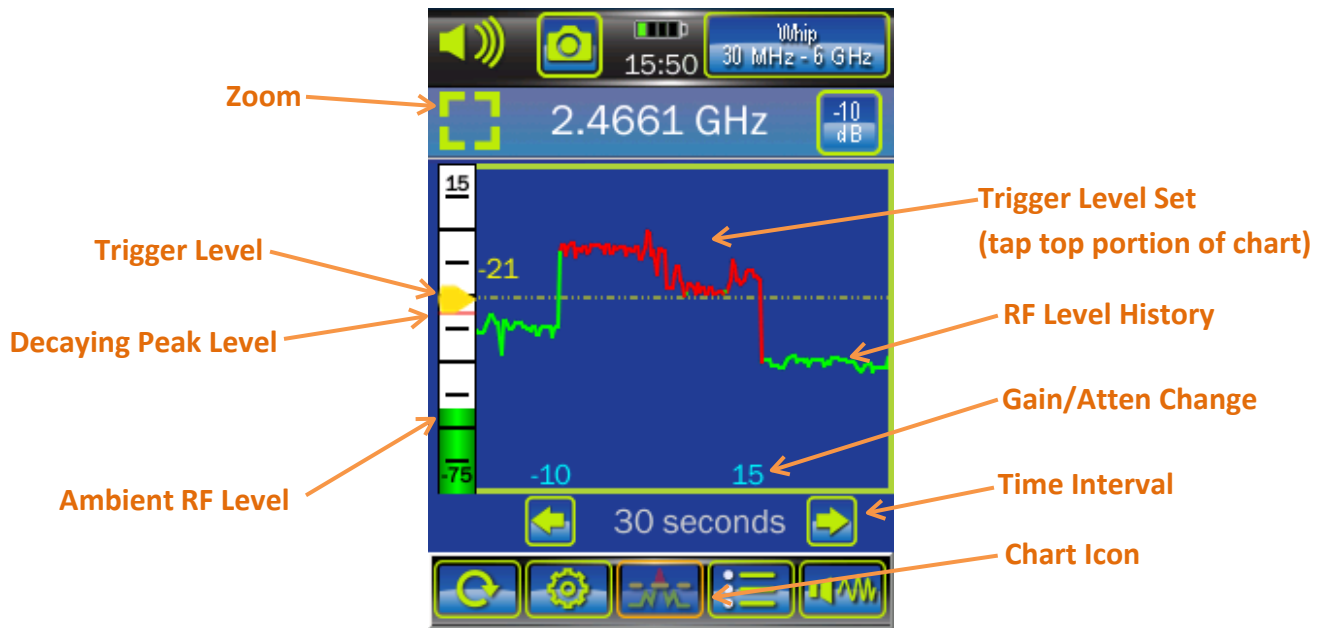 Whip
15:50
30 MHz - 6 GHz
Zoom
2.4661 GHz
-10
dB
15
Trigger Level Set
(tap top portion of chart)
Trigger Level
-21
RF Level History
Decaying Peak Level
Gain/Atten Change
-75
-10
15
Time Interval
Ambient RF Level
30 seconds
Chart Icon